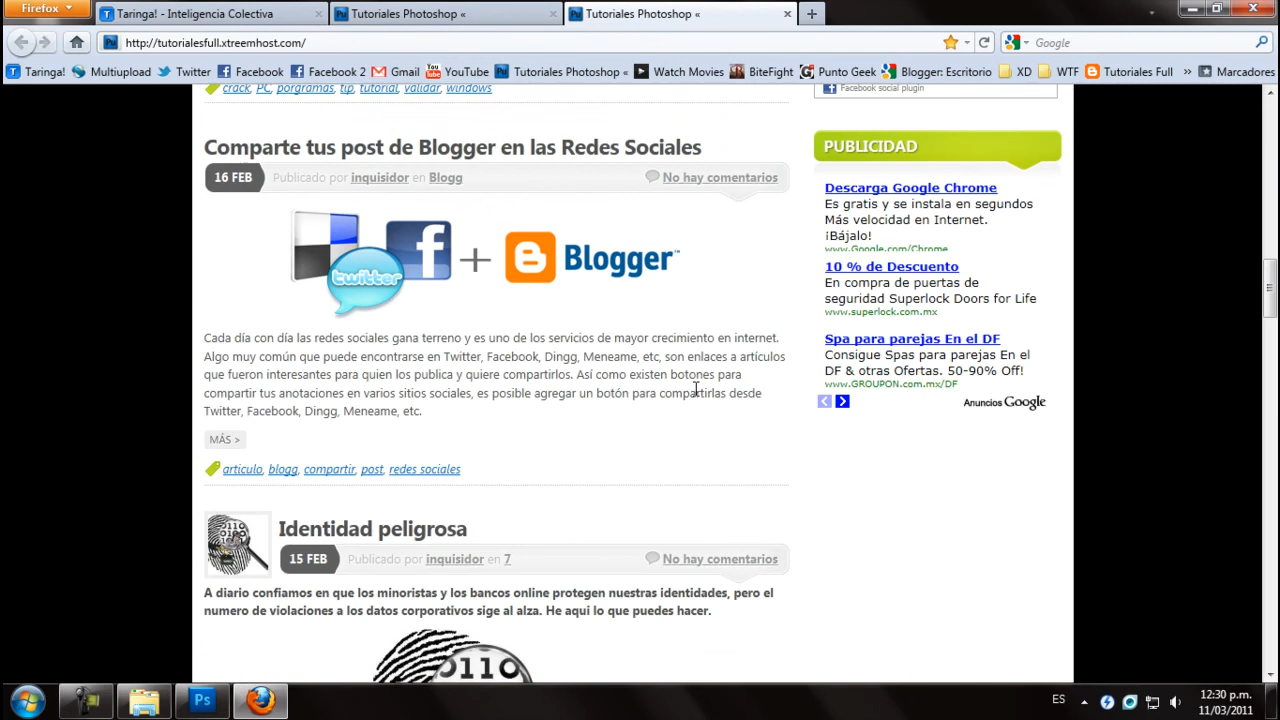 Firefox
Taringa! - Inteligencia Colectiva
Tutoriales Photoshop «
Tutoriales Photoshop «
http://tutorialesfull.xtreemhost.com/
Google
Taringa! Multiupload Twitter Facebook Facebook 2 Gmail YouTube Tutoriales Photoshop « Watch Movies BiteFight Punto Geek Blogger: Escritorio XD WTF Tutoriales Full » Marcadores
crack, PC, porgramas, tip, tutorial, validar, windows
Facebook social plugin
Comparte tus post de Blogger en las Redes Sociales
16 FEB Publicado por inquisidor en Blogg No hay comentarios
twitter f + B Blogger™
Cada día con día las redes sociales gana terreno y es uno de los servicios de mayor crecimiento en internet.
Algo muy común que puede encontrarse en Twitter, Facebook, Dingg, Meneame, etc, son enlaces a artículos
que fueron interesantes para quien los publica y quiere compartirlos. Así como existen botones para
compartir tus anotaciones en varios sitios sociales, es posible agregar un botón para compartirlas desde
Twitter, Facebook, Dingg, Meneame, etc.
MÁS >
articulo, blogg, compartir, post, redes sociales
Identidad peligrosa
15 FEB Publicado por inquisidor en 7 No hay comentarios
A diario confiamos en que los minoristas y los bancos online protegen nuestras identidades, pero el
numero de violaciones a los datos corporativos sige al alza. He aqui lo que puedes hacer.
PUBLICIDAD
Descarga Google Chrome
Es gratis y se instala en segundos
Más velocidad en Internet.
¡Bájalo!
www.Google.com/Chrome
10 % de Descuento
En compra de puertas de
seguridad Superlock Doors for Life
www.superlock.com.mx
Spa para parejas En el DF
Consigue Spas para parejas En el
DF & otras Ofertas. 50-90% Off!
www.GROUPON.com.mx/DF
Anuncios Google
Ps
ES
12:30 p.m.
11/03/2011